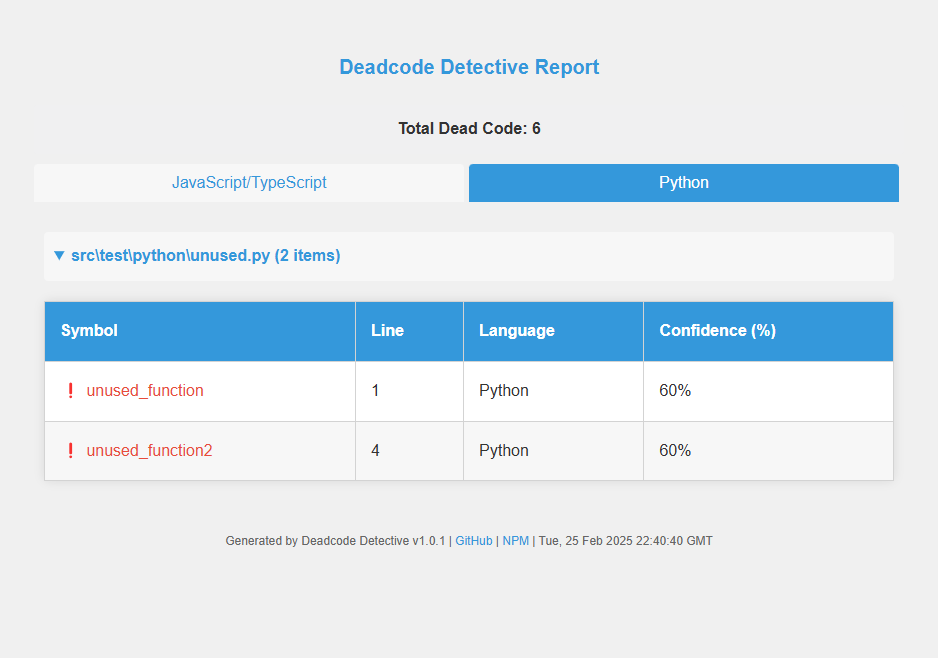 Deadcode Detective Report
Total Dead Code: 6
JavaScript/TypeScript Python
src\test\python\unused.py (2 items)
Symbol Line Language Confidence (%)
unused_function 1 Python 60%
unused_function2 4 Python 60%
Generated by Deadcode Detective v1.0.1 | GitHub | NPM | Tue, 25 Feb 2025 22:40:40 GMT